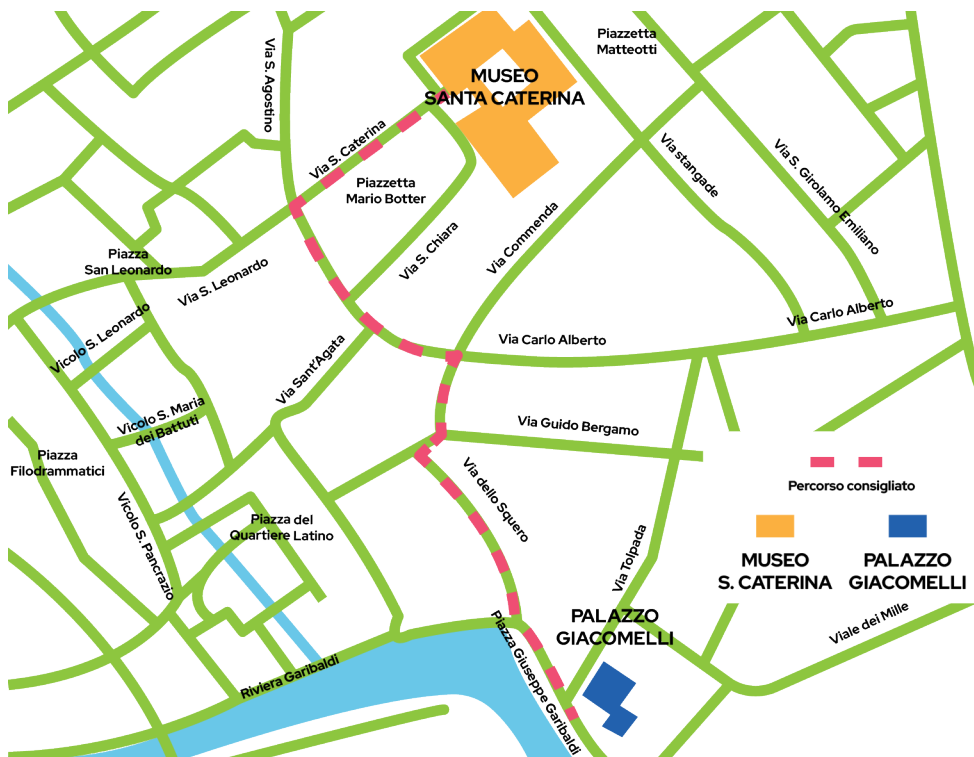 Piazzetta
Matteotti
Via S. Agostino
MUSEO
SANTA CATERINA
Via S. Caterina
Via stangade
Via S. Girolamo Emiliano
Piazzetta
Mario Botter
Via S. Chiara
Via Commenda
Piazza
San Leonardo
Via S. Leonardo
Vicolo S. Leonardo
Via Carlo Alberto
Via Carlo Alberto
Via Sant'Agata
Vicolo S. Maria
dei Battuti
Via Guido Bergamo
Piazza
Filodrammatici
Via dello Squero
Percorso consigliato
Vicolo S. Pancrazio
Piazza del
Quartiere Latino
Via Tolpada
MUSEO
S. CATERINA
PALAZZO
GIACOMELLI
PALAZZO
GIACOMELLI
Viale dei Mille
Piazza Giuseppe Garibaldi
Riviera Garibaldi